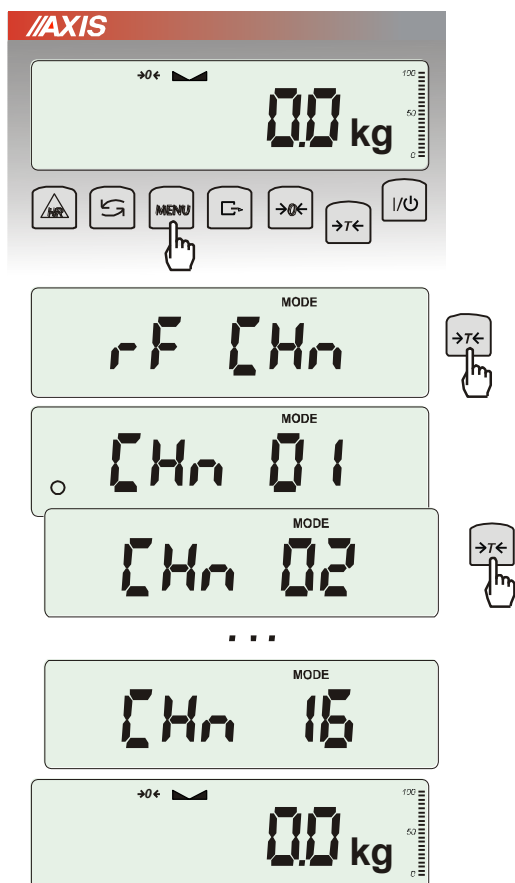 //AXIS
→0←
100
50
0
0.0 kg
HR
MENU
→0←
→T←
I/⏻
MODE
rF CHn
→T←
MODE
CHn 01
MODE
CHn 02
→T←
...
MODE
CHn 16
→0←
100
50
0
0.0 kg